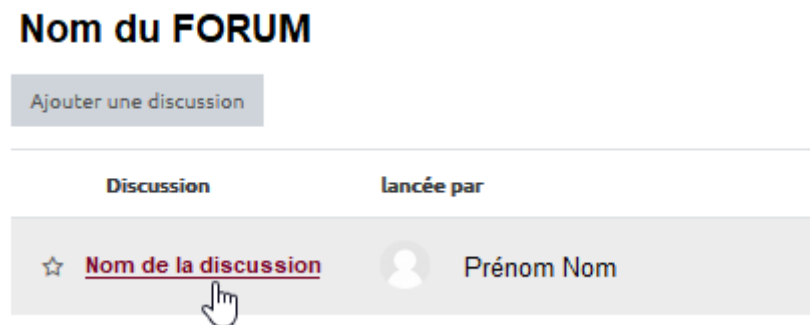 Nom du FORUM
Ajouter une discussion
Discussion lancée par
Nom de la discussion Prénom Nom